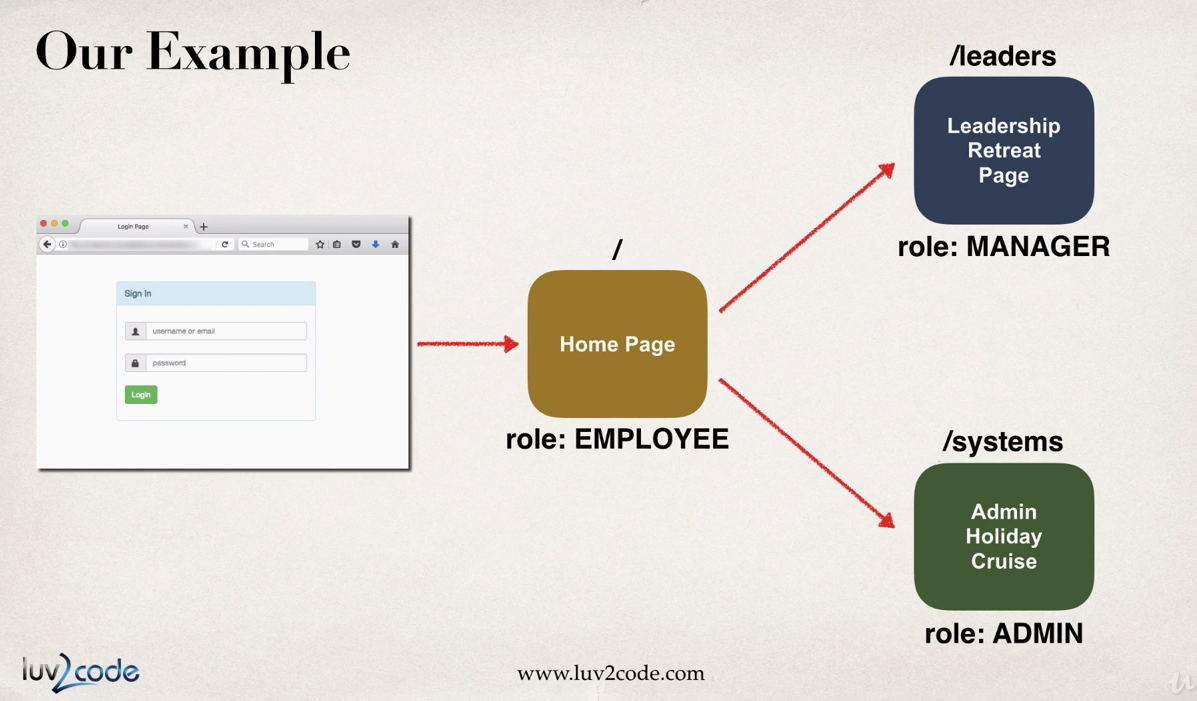 Our Example
/leaders
Leadership
Retreat
Page
role: MANAGER
Login Page
Search
Sign In
username or email
password
Login
/
Home Page
role: EMPLOYEE
/systems
Admin
Holiday
Cruise
role: ADMIN
luv2code
www.luv2code.com
u